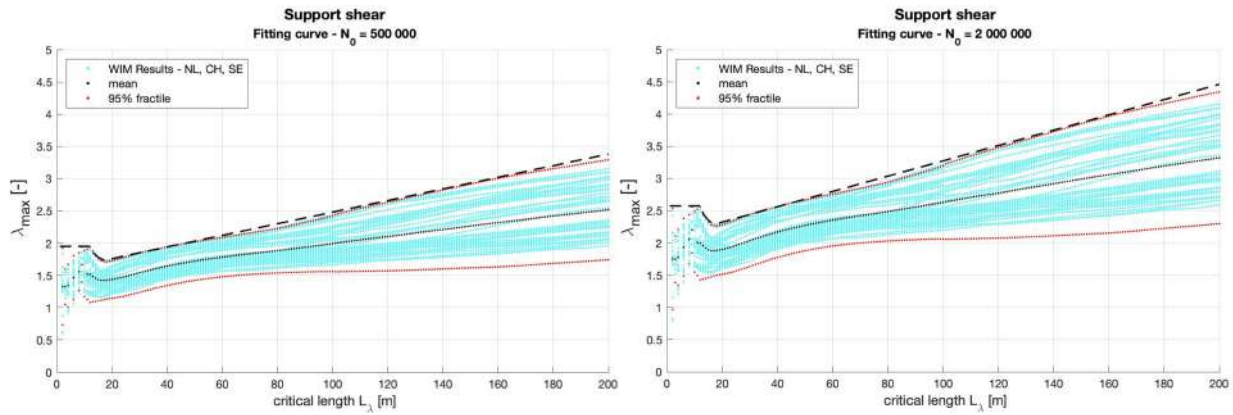 Support shear
Fitting curve - N0 = 500 000
5
4.5
4
3.5
3
2.5
2
1.5
1
0.5
0
λmax [-]
WIM Results - NL, CH, SE
mean
95% fractile
0 20 40 60 80 100 120 140 160 180 200
critical length Lλ [m]
Support shear
Fitting curve - N0 = 2 000 000
5
4.5
4
3.5
3
2.5
2
1.5
1
0.5
0
λmax [-]
WIM Results - NL, CH, SE
mean
95% fractile
0 20 40 60 80 100 120 140 160 180 200
critical length Lλ [m]